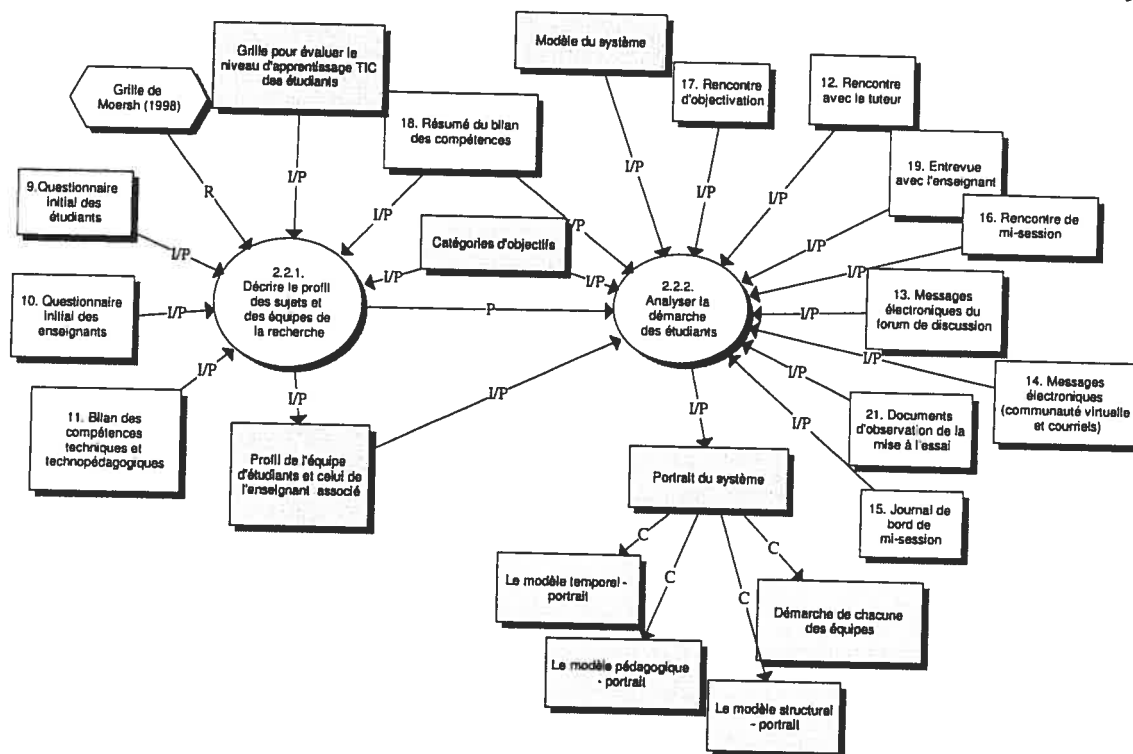 Grille de
Moersh (1998)
Grille pour évaluer le
niveau d'apprentissage TIC
des étudiants
18. Résumé du bilan
des compétences
Modèle du système
17. Rencontre
d'objectivation
12. Rencontre
avec le tuteur
19. Entrevue
avec l'enseignant
16. Rencontre de
mi-session
9.Questionnaire
initial des
étudiants
10. Questionnaire
initial des
enseignants
11. Bilan des
compétences
techniques et
technopédagogiques
R
I/P
I/P
I/P
I/P
I/P
I/P
2.2.1.
Décrire le profil
des sujets et
des équipes de
la recherche
Catégories d'objectifs
I/P
I/P
I/P
P
I/P
I/P
Profil de l'équipe
d'étudiants et celui de
l'enseignant associé
2.2.2.
Analyser la
démarche
des étudiants
I/P
I/P
I/P
I/P
I/P
I/P
I/P
I/P
I/P
13. Messages
électroniques du
forum de discussion
14. Messages
électroniques
(communauté virtuelle
et courriels)
21. Documents
d'observation de la
mise à l'essai
15. Journal de
bord de
mi-session
I/P
Portrait du système
C
C
C
C
Le modèle temporel -
portrait
Le modèle pédagogique
- portrait
Le modèle structurel
- portrait
Démarche de chacune
des équipes